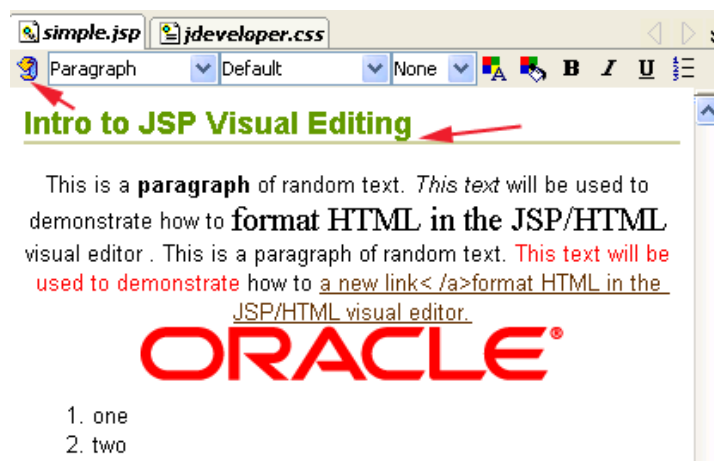 simple.jsp jdeveloper.css
Paragraph Default None A B I U
Intro to JSP Visual Editing
This is a paragraph of random text. This text will be used to
demonstrate how to format HTML in the JSP/HTML
visual editor . This is a paragraph of random text. This text will be
used to demonstrate how to a new link< /a>format HTML in the
JSP/HTML visual editor.
ORACLE®
1. one
2. two